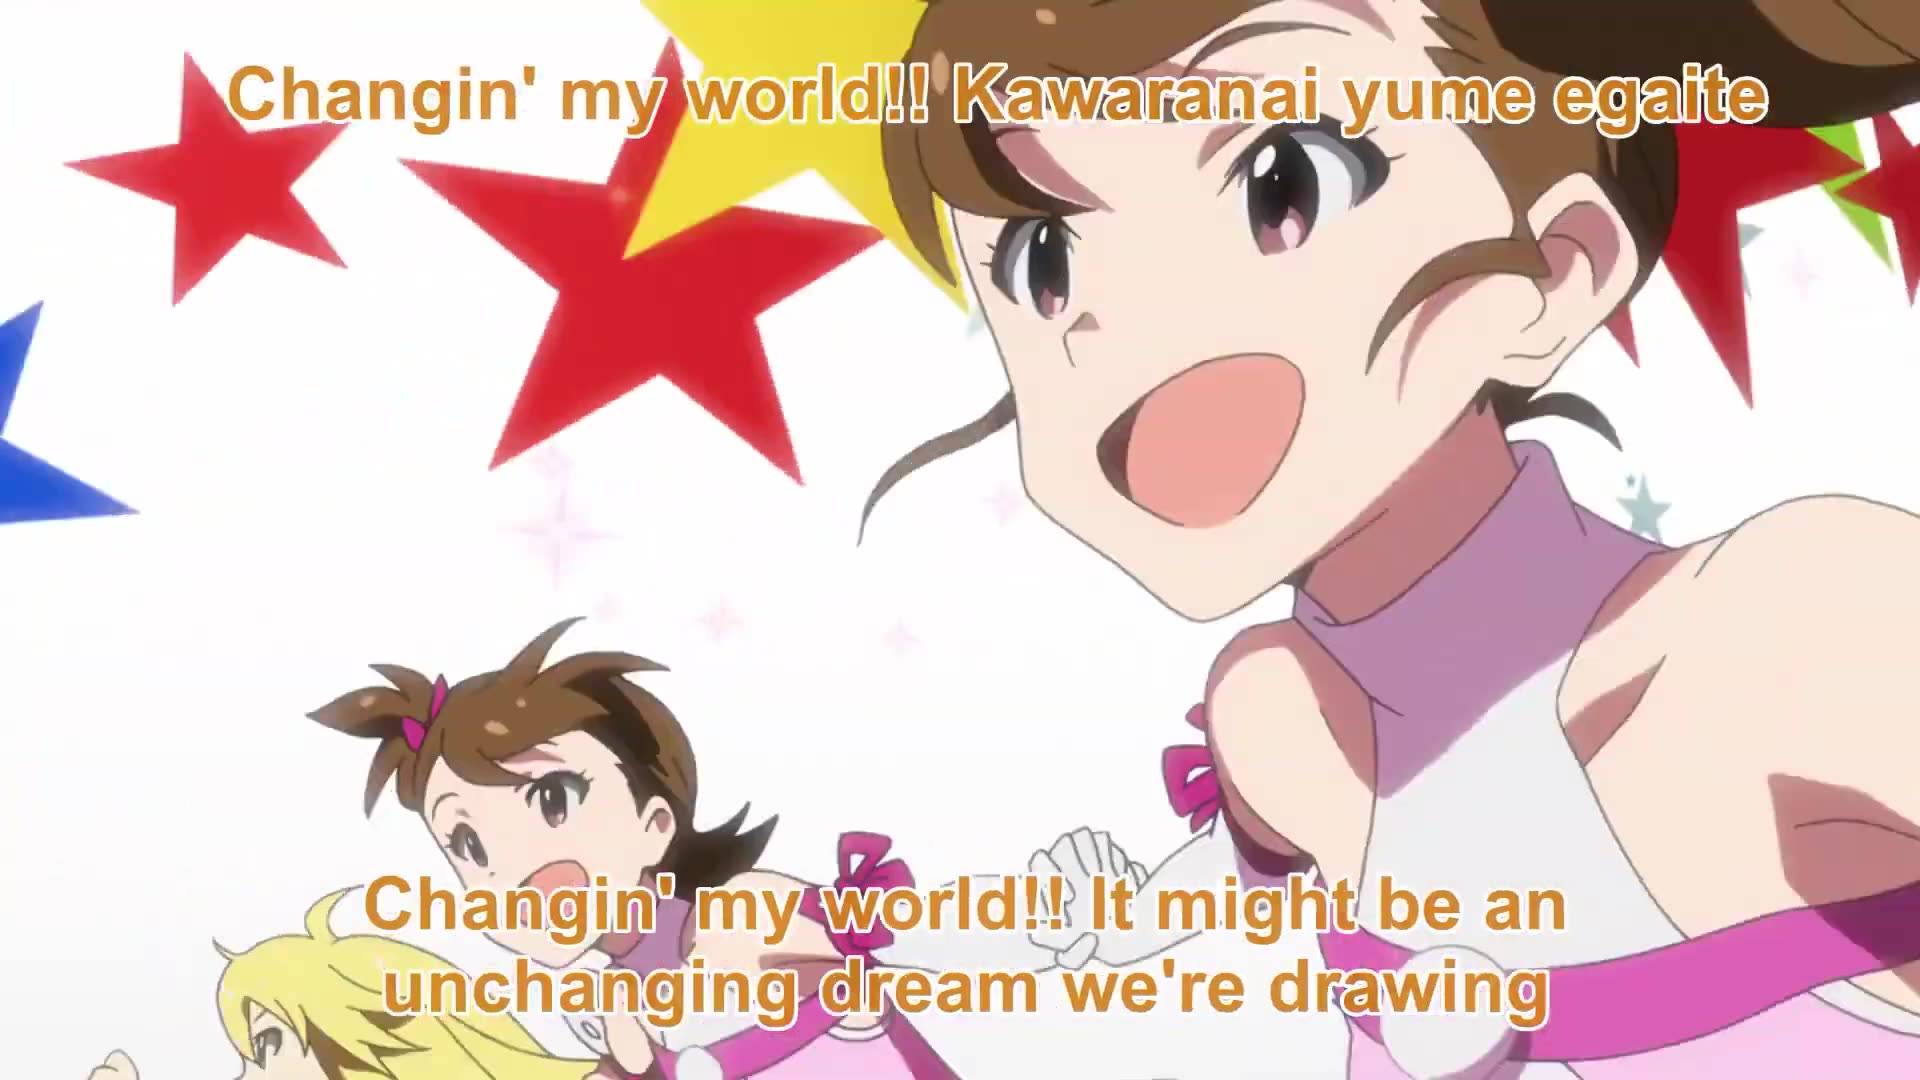 Changin' my world!! Kawaranai yume egaite
Changin' my world!! It might be an
unchanging dream we're drawing